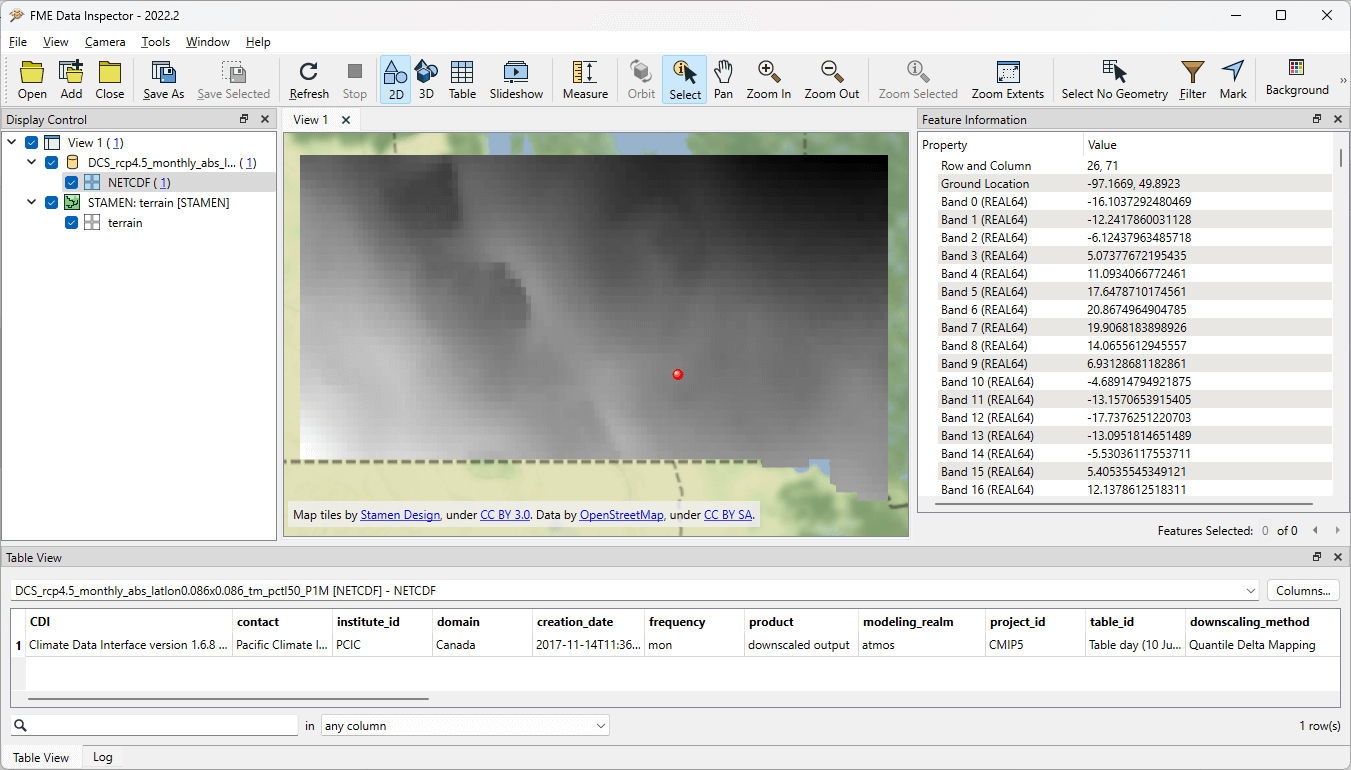 FME Data Inspector - 2022.2
File View Camera Tools Window Help
Open Add Close Save As Save Selected Refresh Stop 2D 3D Table Slideshow Measure Orbit Select Pan Zoom In Zoom Out Zoom Selected Zoom Extents Select No Geometry Filter Mark Background »
Display Control
View 1 ( 1)
DCS_rcp4.5_monthly_abs_l... ( 1)
NETCDF ( 1)
STAMEN: terrain [STAMEN]
terrain
View 1
Map tiles by Stamen Design, under CC BY 3.0. Data by OpenStreetMap, under CC BY SA.
Feature Information
Property Value
Row and Column 26, 71
Ground Location -97.1669, 49.8923
Band 0 (REAL64) -16.1037292480469
Band 1 (REAL64) -12.2417860031128
Band 2 (REAL64) -6.12437963485718
Band 3 (REAL64) 5.07377672195435
Band 4 (REAL64) 11.0934066772461
Band 5 (REAL64) 17.6478710174561
Band 6 (REAL64) 20.8674964904785
Band 7 (REAL64) 19.9068183898926
Band 8 (REAL64) 14.0655612945557
Band 9 (REAL64) 6.93128681182861
Band 10 (REAL64) -4.68914794921875
Band 11 (REAL64) -13.1570653915405
Band 12 (REAL64) -17.7376251220703
Band 13 (REAL64) -13.0951814651489
Band 14 (REAL64) -5.53036117553711
Band 15 (REAL64) 5.40535545349121
Band 16 (REAL64) 12.1378612518311
Features Selected: 0 of 0
Table View
DCS_rcp4.5_monthly_abs_latlon0.086x0.086_tm_pctl50_P1M [NETCDF] - NETCDF
Columns...
CDI contact institute_id domain creation_date frequency product modeling_realm project_id table_id downscaling_method
1 Climate Data Interface version 1.6.8 ... Pacific Climate I... PCIC Canada 2017-11-14T11:36... mon downscaled output atmos CMIP5 Table day (10 Ju... Quantile Delta Mapping
in any column 1 row(s)
Table View Log